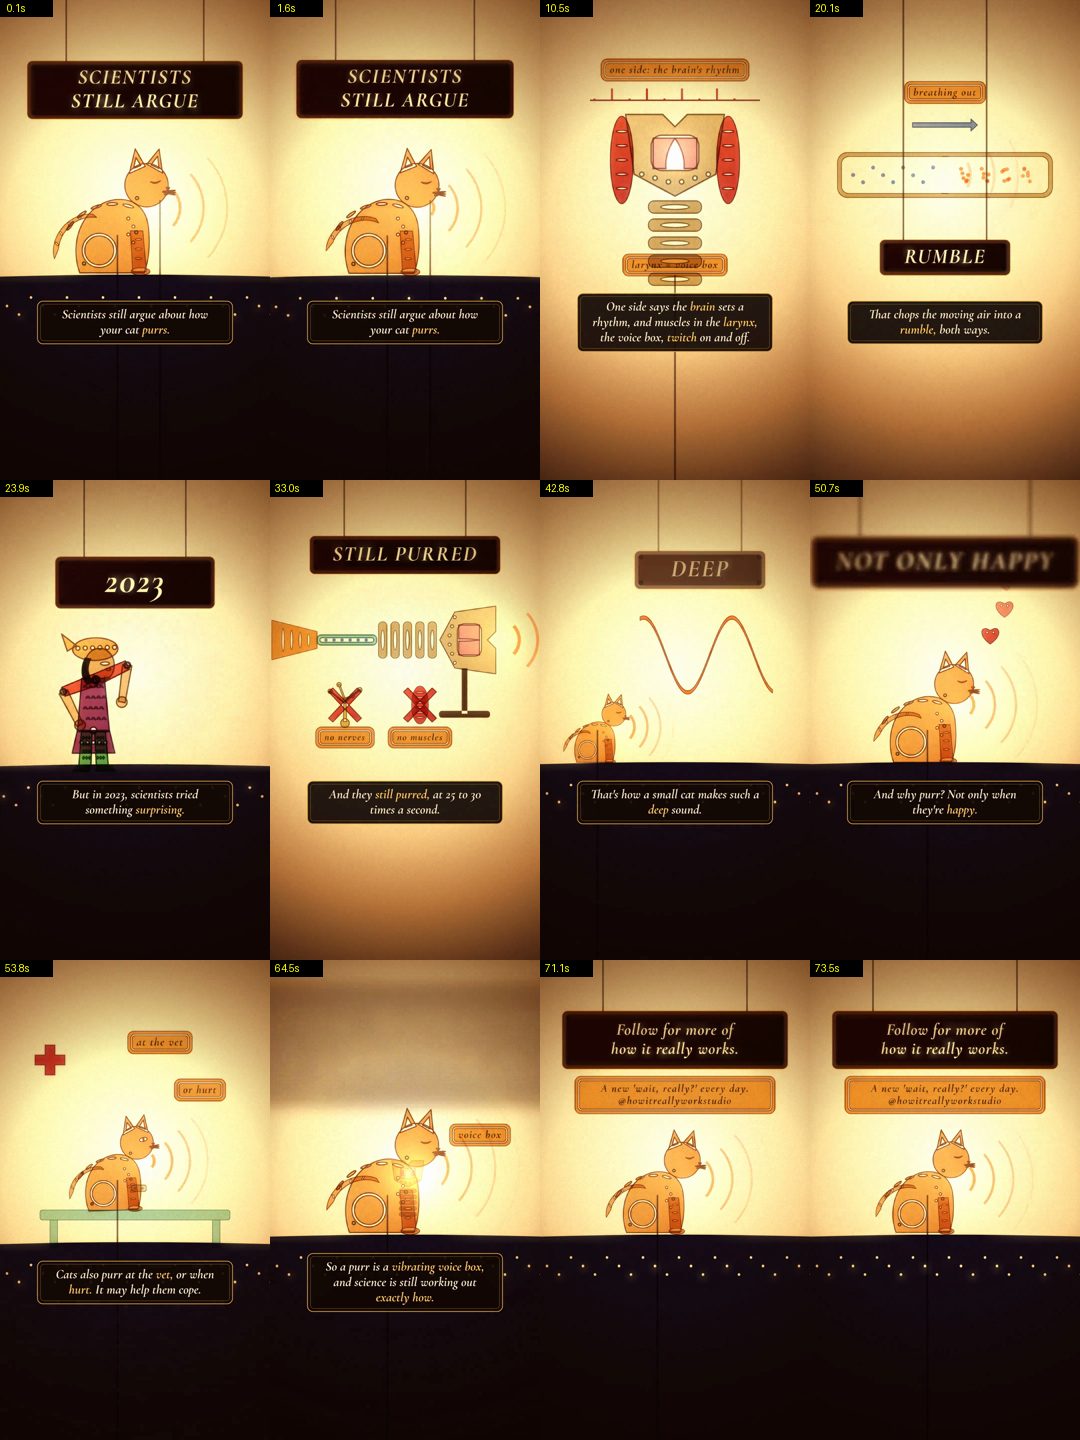 0.1s
SCIENTISTS
STILL ARGUE
Scientists still argue about how
your cat purrs.
1.6s
SCIENTISTS
STILL ARGUE
Scientists still argue about how
your cat purrs.
10.5s
one side: the brain's rhythm
larynx = voice box
One side says the brain sets a
rhythm, and muscles in the larynx,
the voice box, twitch on and off.
20.1s
breathing out
RUMBLE
That chops the moving air into a
rumble, both ways.
23.9s
2023
But in 2023, scientists tried
something surprising.
33.0s
STILL PURRED
no nerves
no muscles
And they still purred, at 25 to 30
times a second.
42.8s
DEEP
That's how a small cat makes such a
deep sound.
50.7s
NOT ONLY HAPPY
And why purr? Not only when
they're happy.
53.8s
at the vet
or hurt
Cats also purr at the vet, or when
hurt. It may help them cope.
64.5s
voice box
So a purr is a vibrating voice box,
and science is still working out
exactly how.
71.1s
Follow for more of
how it really works.
A new 'wait, really?' every day.
@howitreallyworkstudio
73.5s
Follow for more of
how it really works.
A new 'wait, really?' every day.
@howitreallyworkstudio